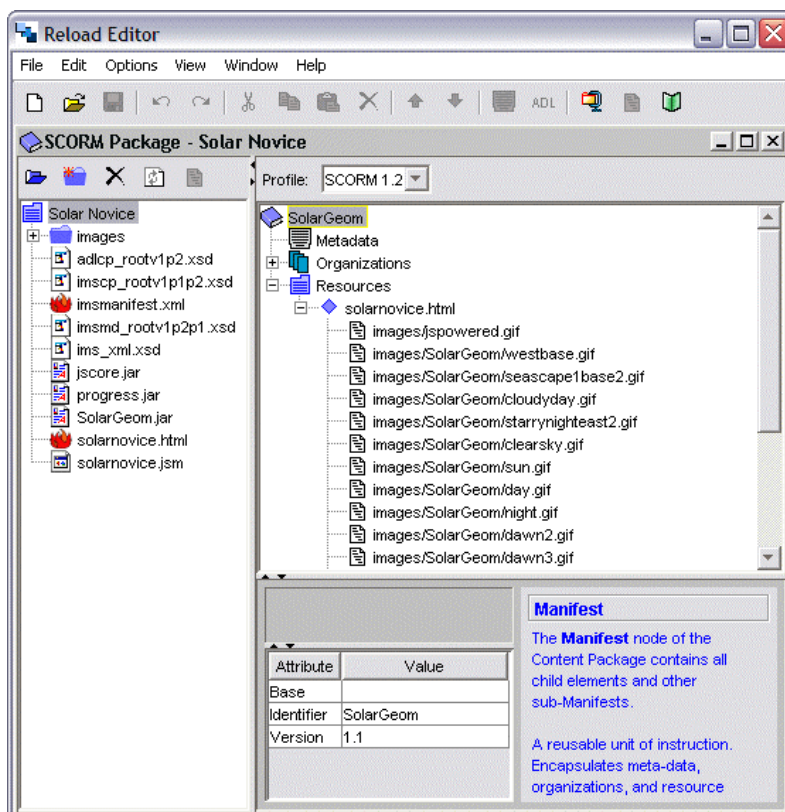 Reload Editor
File Edit Options View Window Help
ADL
SCORM Package - Solar Novice
Profile: SCORM 1.2
Solar Novice
images
adlcp_rootv1p2.xsd
imscp_rootv1p1p2.xsd
imsmanifest.xml
imsmd_rootv1p2p1.xsd
ims_xml.xsd
jscore.jar
progress.jar
SolarGeom.jar
solarnovice.html
solarnovice.jsm
SolarGeom
Metadata
Organizations
Resources
solarnovice.html
images/jspowered.gif
images/SolarGeom/westbase.gif
images/SolarGeom/seascape1base2.gif
images/SolarGeom/cloudyday.gif
images/SolarGeom/starrynighteast2.gif
images/SolarGeom/clearsky.gif
images/SolarGeom/sun.gif
images/SolarGeom/day.gif
images/SolarGeom/night.gif
images/SolarGeom/dawn2.gif
images/SolarGeom/dawn3.gif
Attribute Value
Base
Identifier SolarGeom
Version 1.1
Manifest
The Manifest node of the
Content Package contains all
child elements and other
sub-Manifests.
A reusable unit of instruction.
Encapsulates meta-data,
organizations, and resource